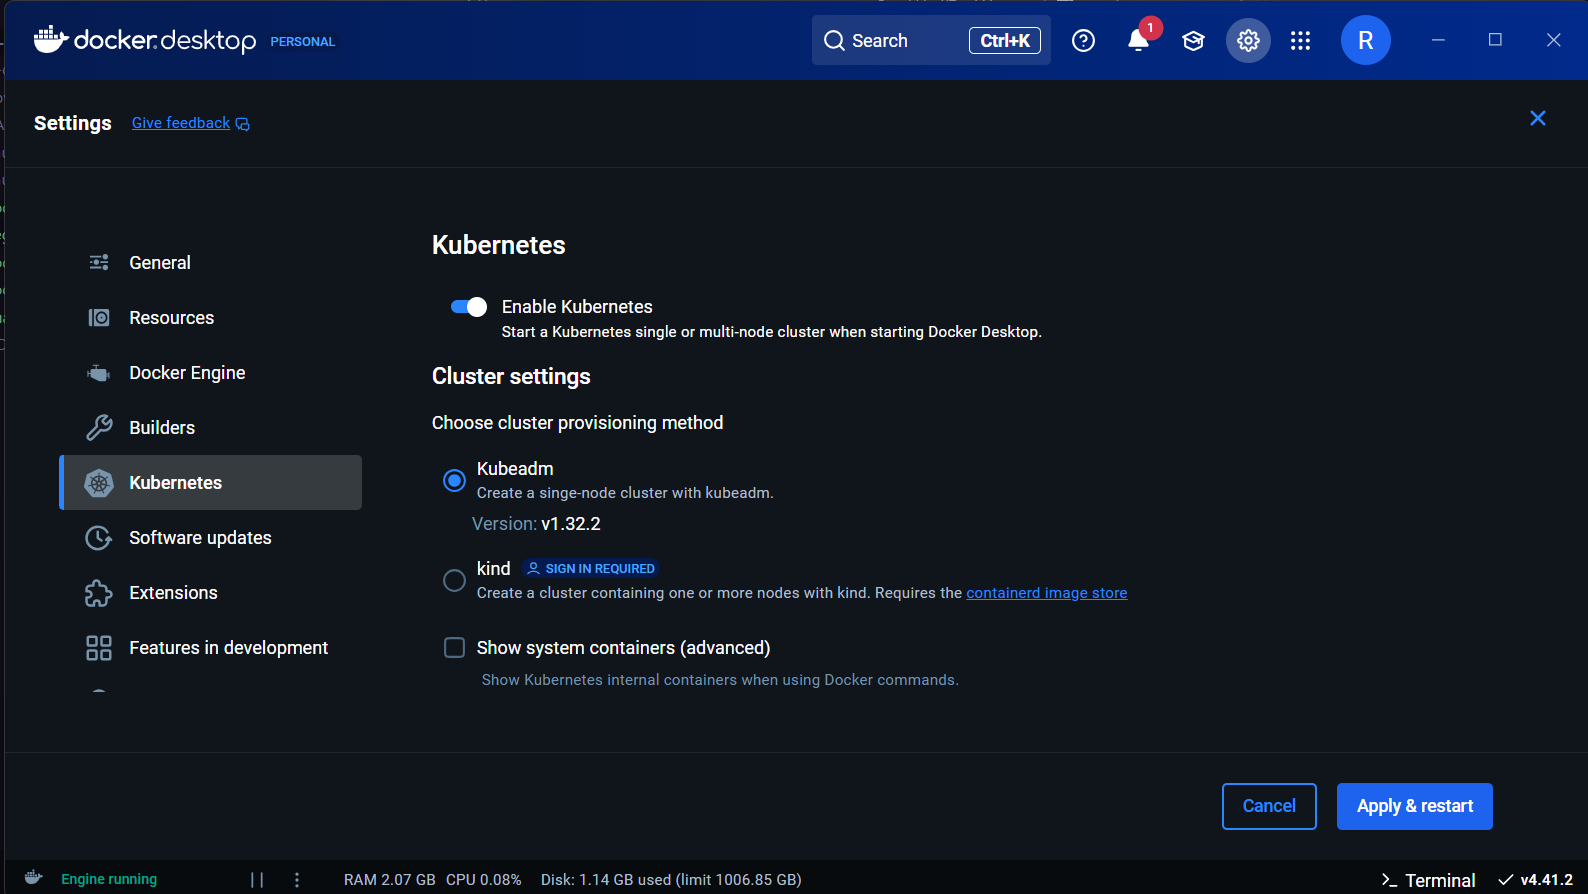 docker.desktop PERSONAL
Search Ctrl+K
1
R
Settings Give feedback
General
Resources
Docker Engine
Builders
Kubernetes
Software updates
Extensions
Features in development
Kubernetes
Enable Kubernetes
Start a Kubernetes single or multi-node cluster when starting Docker Desktop.
Cluster settings
Choose cluster provisioning method
Kubeadm
Create a singe-node cluster with kubeadm.
Version: v1.32.2
kind SIGN IN REQUIRED
Create a cluster containing one or more nodes with kind. Requires the containerd image store
Show system containers (advanced)
Show Kubernetes internal containers when using Docker commands.
Cancel Apply & restart
Engine running RAM 2.07 GB CPU 0.08% Disk: 1.14 GB used (limit 1006.85 GB) >_ Terminal v4.41.2